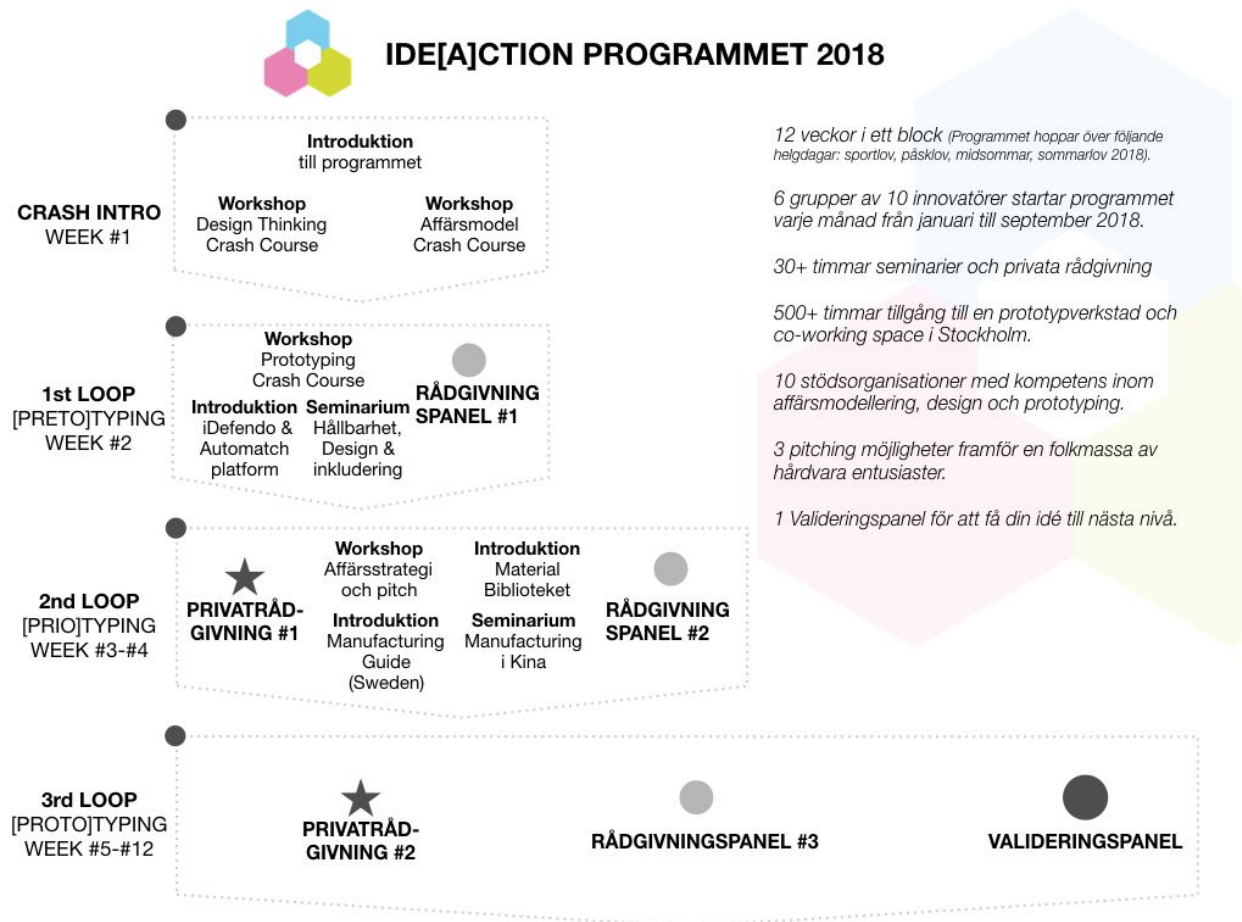 IDE[A]CTION PROGRAMMET 2018
CRASH INTRO
WEEK #1
Introduktion
till programmet
Workshop
Design Thinking
Crash Course
Workshop
Affärsmodel
Crash Course
1st LOOP
[PRETO]TYPING
WEEK #2
Workshop
Prototyping
Crash Course
Introduktion
iDefendo &
Automatch
platform
Seminarium
Hållbarhet,
Design &
inkludering
RÅDGIVNING
SPANEL #1
2nd LOOP
[PRIO]TYPING
WEEK #3-#4
PRIVATRÅD-
GIVNING #1
Workshop
Affärsstrategi
och pitch
Introduktion
Manufacturing
Guide
(Sweden)
Introduktion
Material
Biblioteket
Seminarium
Manufacturing
i Kina
RÅDGIVNING
SPANEL #2
3rd LOOP
[PROTO]TYPING
WEEK #5-#12
PRIVATRÅD-
GIVNING #2
RÅDGIVNINGSPANEL #3
VALIDERINGSPANEL
12 veckor i ett block (Programmet hoppar över följande
helgdagar: sportlov, påsklov, midsommar, sommarlov 2018).
6 grupper av 10 innovatörer startar programmet
varje månad från januari till september 2018.
30+ timmar seminarier och privata rådgivning
500+ timmar tillgång till en prototypverkstad och
co-working space i Stockholm.
10 stödsorganisationer med kompetens inom
affärsmodellering, design och prototyping.
3 pitching möjligheter framför en folkmassa av
hårdvara entusiaster.
1 Valideringspanel för att få din idé till nästa nivå.